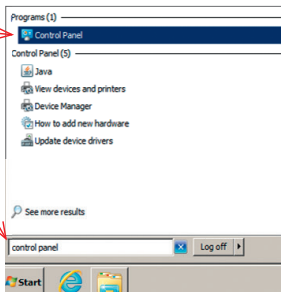 Programs (1)
Control Panel
Control Panel (5)
Java
View devices and printers
Device Manager
How to add new hardware
Update device drivers
See more results
control panel
Log off
Start